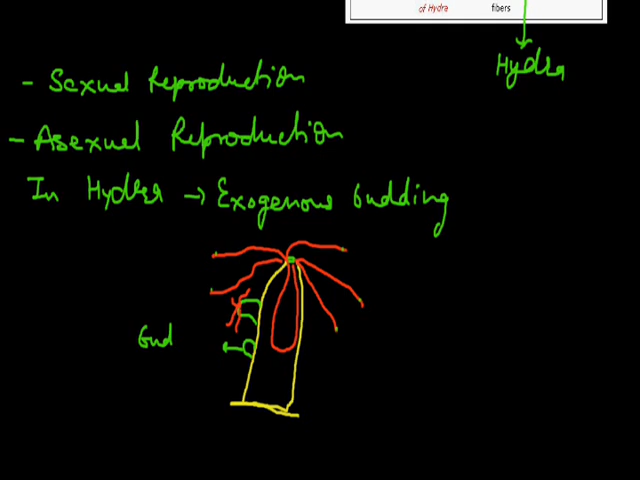 of Hydra fibers
Hydra
- Sexual Reproduction
- Asexual Reproduction
In Hydra → Exogenous budding
Bud